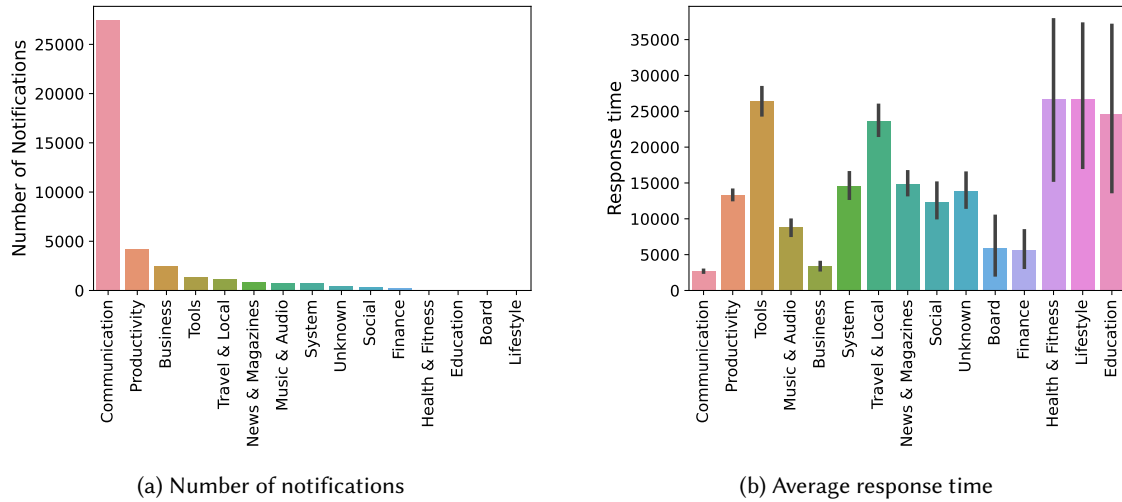 Number of Notifications
25000
20000
15000
10000
5000
0
Communication
Productivity
Business
Tools
Travel & Local
News & Magazines
Music & Audio
System
Unknown
Social
Finance
Health & Fitness
Education
Board
Lifestyle
(a) Number of notifications
Response time
35000
30000
25000
20000
15000
10000
5000
0
Communication
Productivity
Tools
Music & Audio
Business
System
Travel & Local
News & Magazines
Social
Unknown
Board
Finance
Health & Fitness
Lifestyle
Education
(b) Average response time